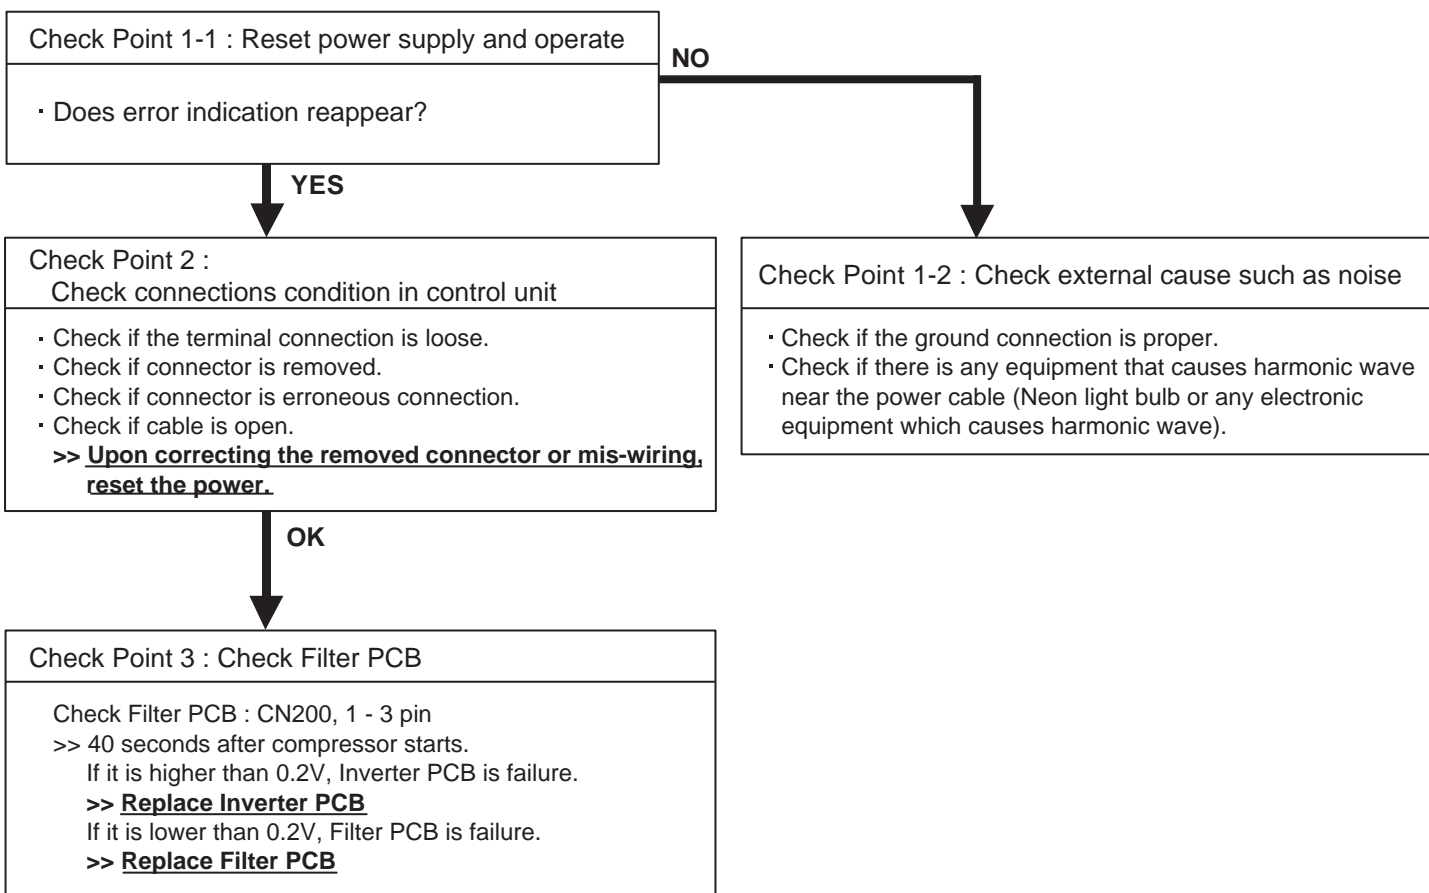 Check Point 1-1 : Reset power supply and operate
・Does error indication reappear?
NO
YES
Check Point 2 :
Check connections condition in control unit
・Check if the terminal connection is loose.
・Check if connector is removed.
・Check if connector is erroneous connection.
・Check if cable is open.
>> Upon correcting the removed connector or mis-wiring,
reset the power.
Check Point 1-2 : Check external cause such as noise
・Check if the ground connection is proper.
・Check if there is any equipment that causes harmonic wave
near the power cable (Neon light bulb or any electronic
equipment which causes harmonic wave).
OK
Check Point 3 : Check Filter PCB
Check Filter PCB : CN200, 1 - 3 pin
>> 40 seconds after compressor starts.
If it is higher than 0.2V, Inverter PCB is failure.
>> Replace Inverter PCB
If it is lower than 0.2V, Filter PCB is failure.
>> Replace Filter PCB